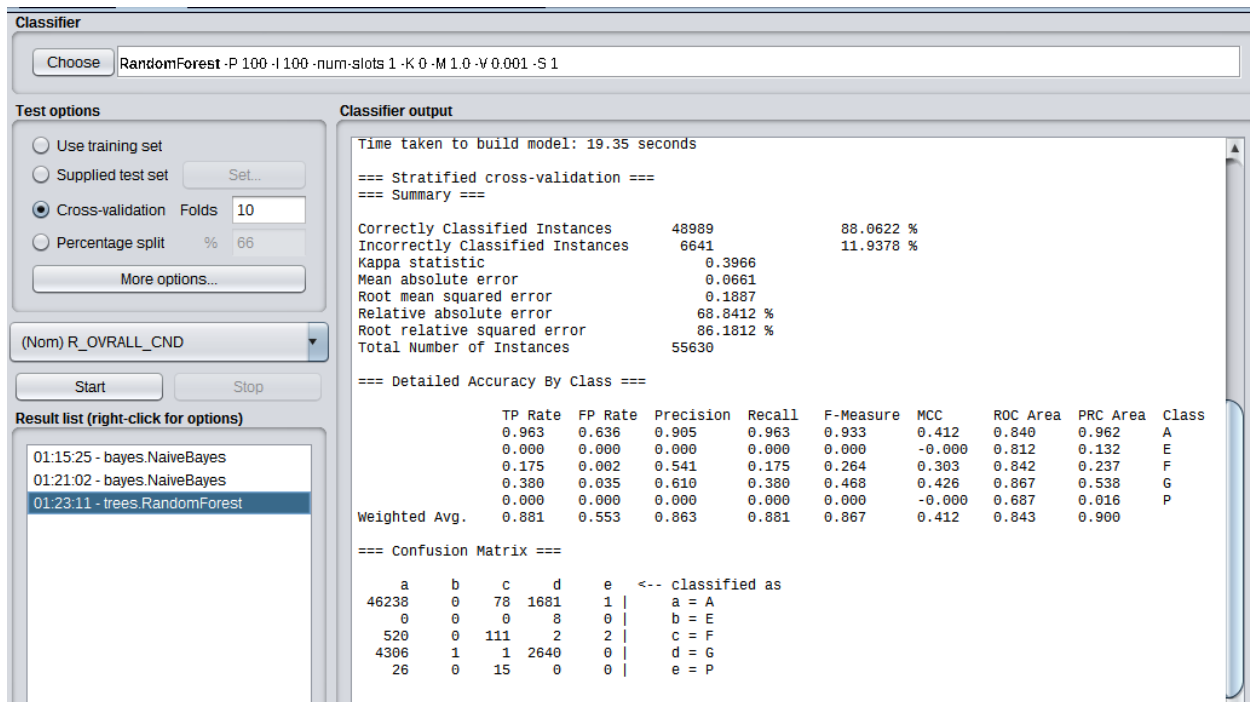 Classifier
Choose RandomForest -P 100 -I 100 -num-slots 1 -K 0 -M 1.0 -V 0.001 -S 1
Test options
Use training set
Supplied test set Set...
Cross-validation Folds 10
Percentage split % 66
More options...
(Nom) R_OVRALL_CND
Start Stop
Result list (right-click for options)
01:15:25 - bayes.NaiveBayes
01:21:02 - bayes.NaiveBayes
01:23:11 - trees.RandomForest
Classifier output
Time taken to build model: 19.35 seconds
=== Stratified cross-validation ===
=== Summary ===
Correctly Classified Instances 48989 88.0622 %
Incorrectly Classified Instances 6641 11.9378 %
Kappa statistic 0.3966
Mean absolute error 0.0661
Root mean squared error 0.1887
Relative absolute error 68.8412 %
Root relative squared error 86.1812 %
Total Number of Instances 55630
=== Detailed Accuracy By Class ===
TP Rate FP Rate Precision Recall F-Measure MCC ROC Area PRC Area Class
0.963 0.636 0.905 0.963 0.933 0.412 0.840 0.962 A
0.000 0.000 0.000 0.000 0.000 -0.000 0.812 0.132 E
0.175 0.002 0.541 0.175 0.264 0.303 0.842 0.237 F
0.380 0.035 0.610 0.380 0.468 0.426 0.867 0.538 G
0.000 0.000 0.000 0.000 0.000 -0.000 0.687 0.016 P
Weighted Avg. 0.881 0.553 0.863 0.881 0.867 0.412 0.843 0.900
=== Confusion Matrix ===
a b c d e <-- classified as
46238 0 78 1681 1 | a = A
0 0 0 8 0 | b = E
520 0 111 2 2 | c = F
4306 1 1 2640 0 | d = G
26 0 15 0 0 | e = P